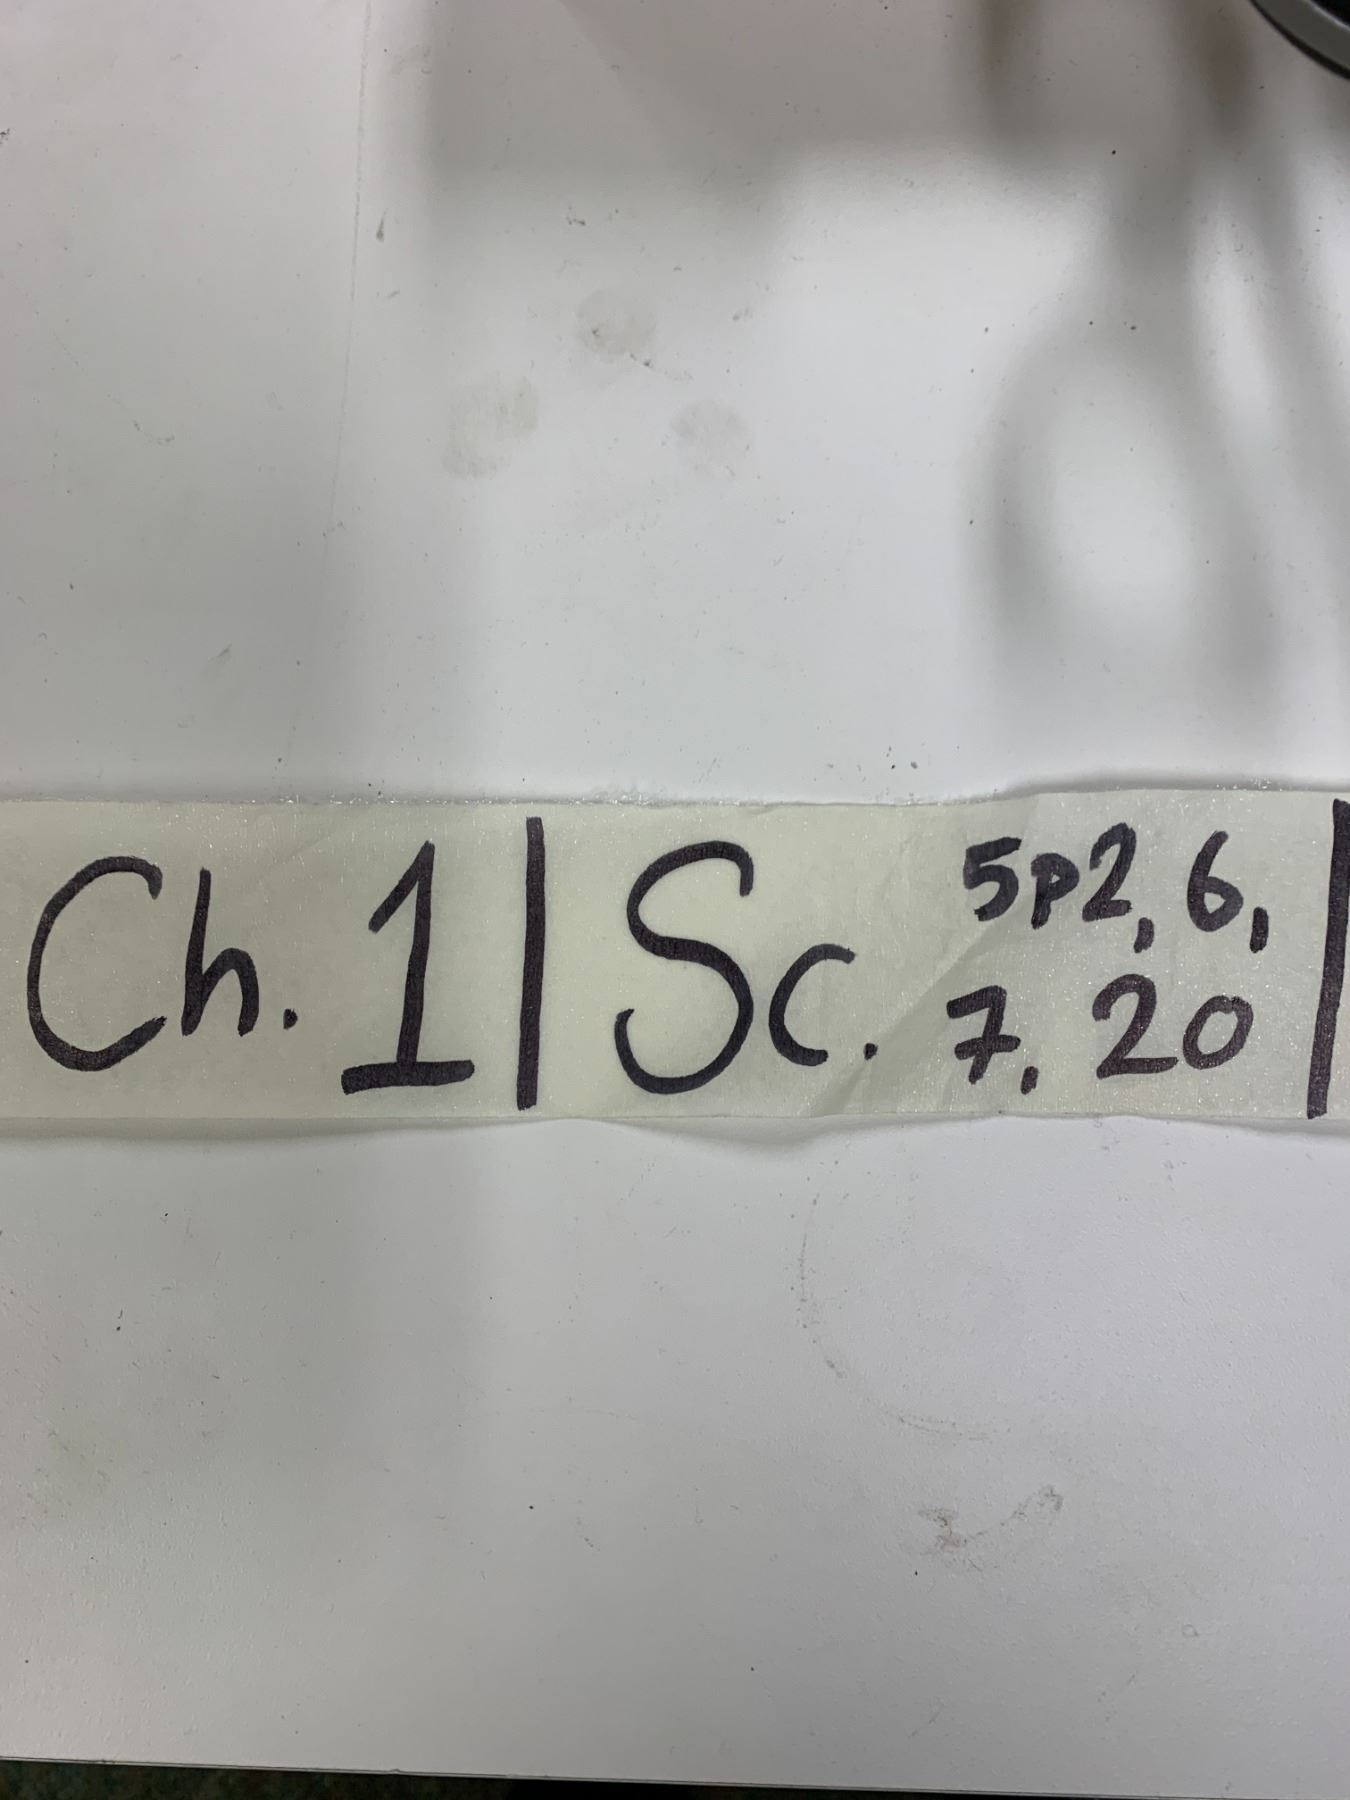 Ch. 1 | Sc. 5p2, 6, |
7, 20